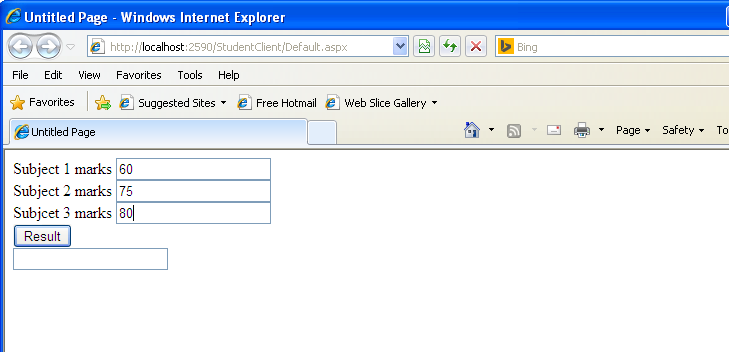 Untitled Page - Windows Internet Explorer
http://localhost:2590/StudentClient/Default.aspx
Bing
File Edit View Favorites Tools Help
Favorites Suggested Sites Free Hotmail Web Slice Gallery
Untitled Page Page Safety To
Subject 1 marks 60
Subject 2 marks 75
Subjcet 3 marks 80
Result